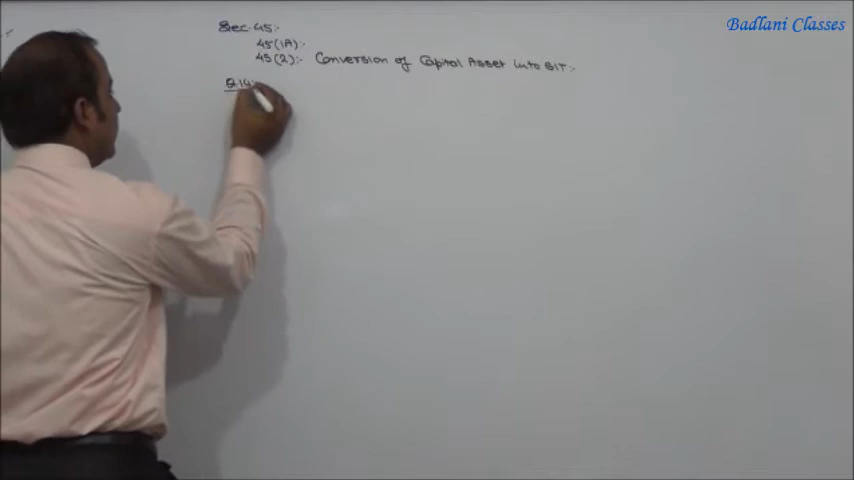 Badlani Classes
Sec. 45:-
45(1A):-
45(2):- Conversion of Capital Asset into SIT:-
Q.14: